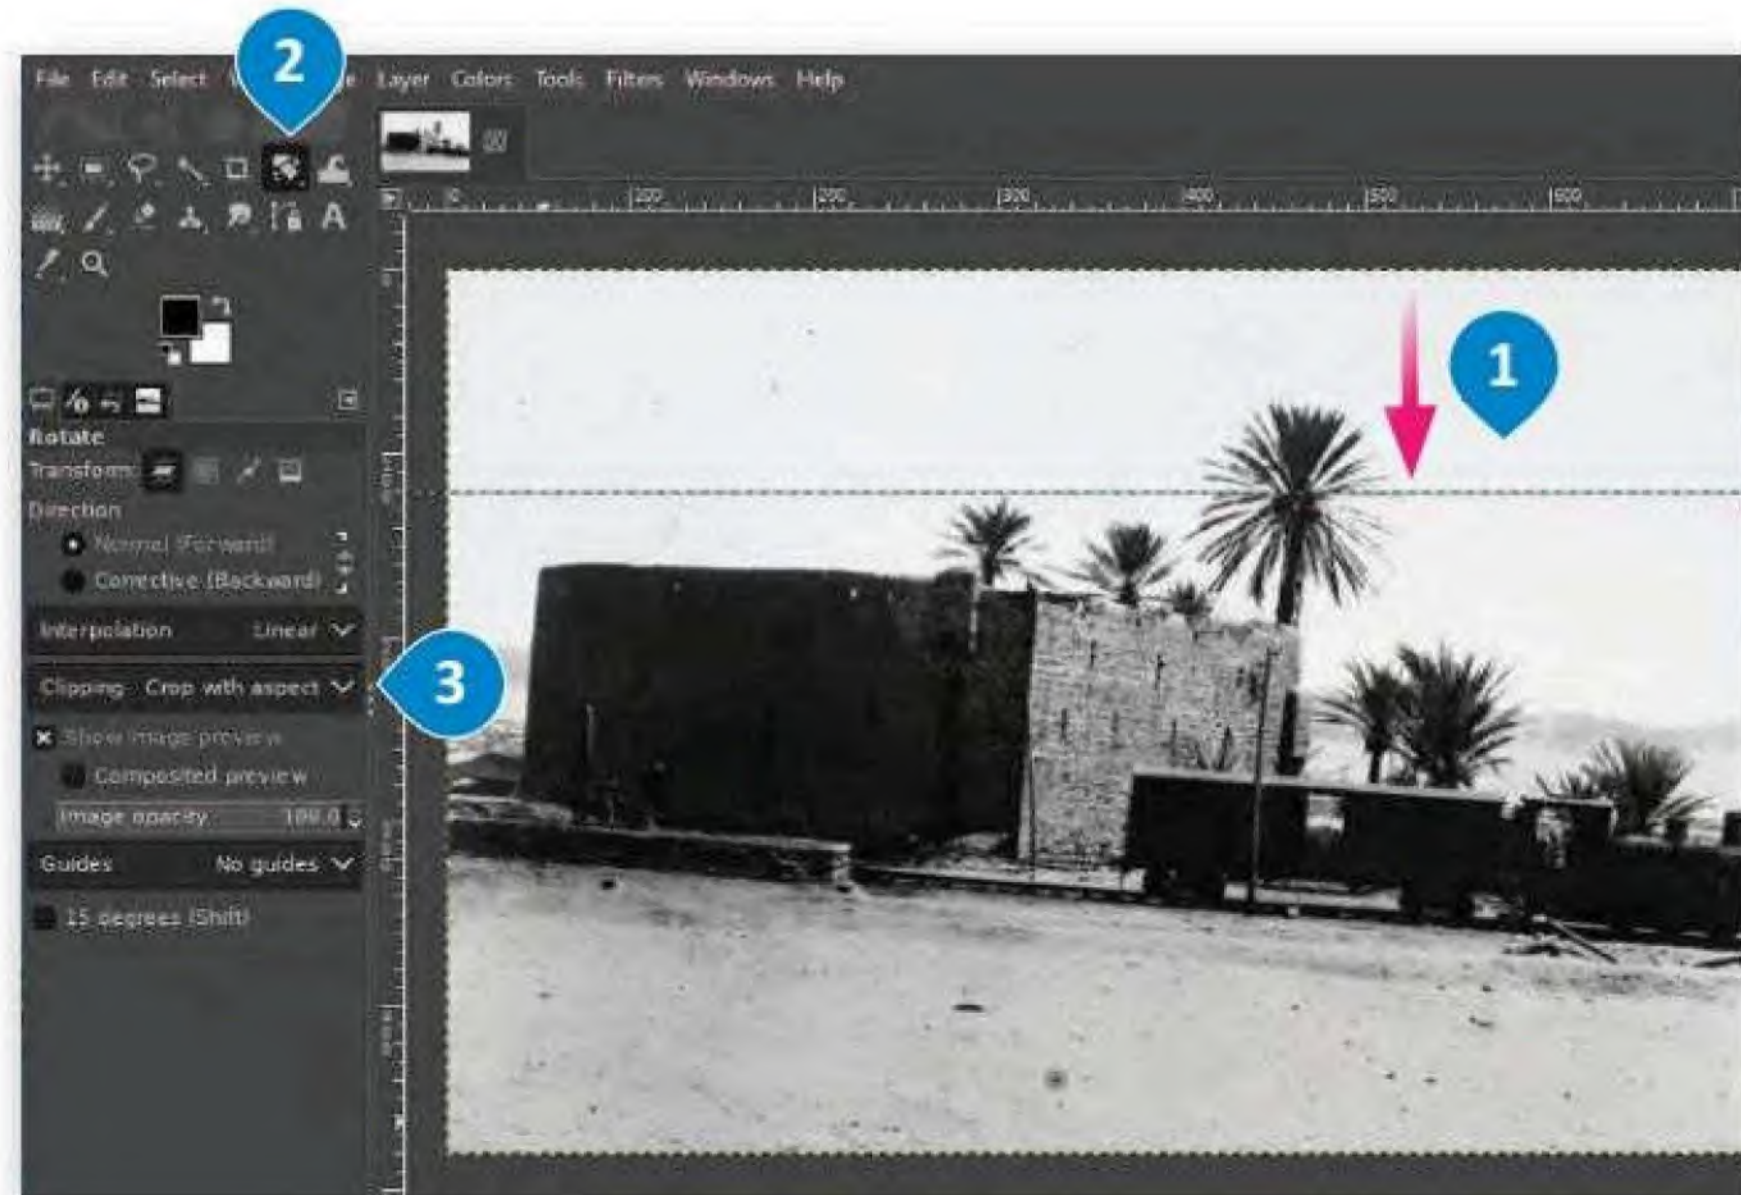 2
File Edit Select Layer Colors Tools Filters Windows Help
Rotate
Transform:
Direction
Normal (Forward)
Corrective (Backward)
Interpolation Linear
Clipping Crop with aspect
Show image preview
Composited preview
Image opacity 100.0
Guides No guides
15 degrees (Shift)
0 200 300 400 500 600
1
3